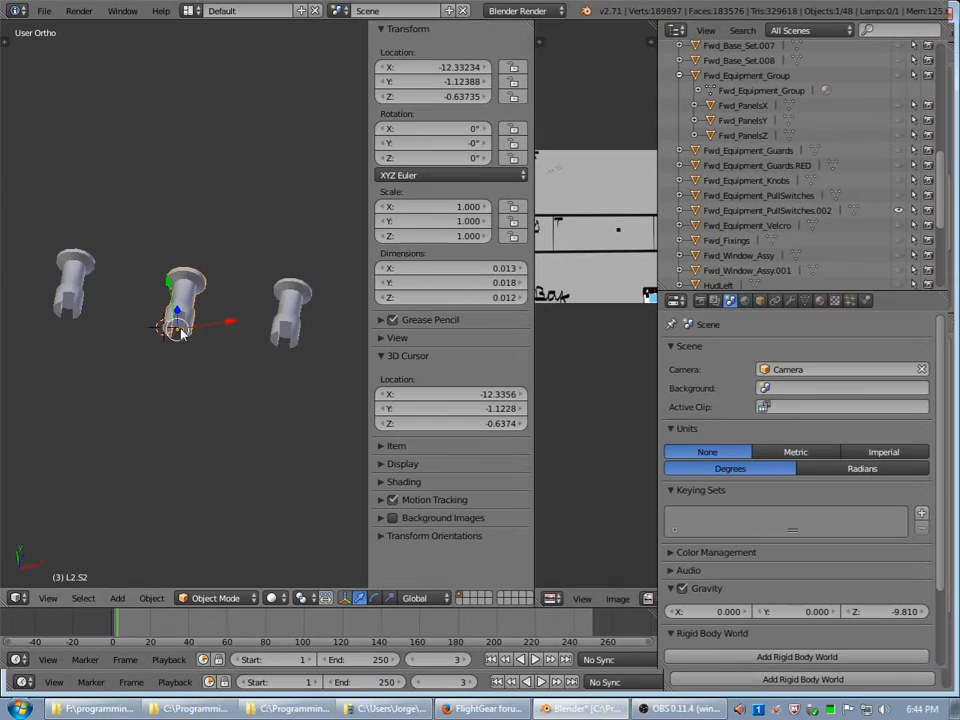 File Window Render Help Default Scene Blender Render v2.71 | Verts:189897 | Faces:183576 | Tris:329618 | Objects:1/48 | Lamps:0/1 | Mem:125.
User Ortho
Transform
Location:
X: -12.33234
Y: -1.12388
Z: -0.63735
Rotation:
X: 0°
Y: -0°
Z: 0°
XYZ Euler
Scale:
X: 1.000
Y: 1.000
Z: 1.000
Dimensions:
X: 0.013
Y: 0.018
Z: 0.012
Grease Pencil
View
3D Cursor
Location:
X: -12.3356
Y: -1.1228
Z: -0.6374
Item
Display
Shading
Motion Tracking
Background Images
Transform Orientations
(3) L2.S2
View Select Add Object Object Mode Global
View Image
View Search All Scenes
Fwd_Base_Set.007
Fwd_Base_Set.008
Fwd_Equipment_Group
Fwd_Equipment_Group
Fwd_PanelsX
Fwd_PanelsY
Fwd_PanelsZ
Fwd_Equipment_Guards
Fwd_Equipment_Guards.RED
Fwd_Equipment_Knobs
Fwd_Equipment_PullSwitches
Fwd_Equipment_PullSwitches.002
Fwd_Equipment_Velcro
Fwd_Fixings
Fwd_Window_Assy
Fwd_Window_Assy.001
HudLeft
Scene
Scene
Camera: Camera
Background:
Active Clip:
Units
None Metric Imperial
Degrees Radians
Keying Sets
Color Management
Audio
Gravity
X: 0.000 Y: 0.000 Z: -9.810
Rigid Body World
Add Rigid Body World
Add Rigid Body World
-40 -20 0 20 40 60 80 100 120 140 160 180 200 220 240 260 280
View Marker Frame Playback Start: 1 End: 250 3 No Sync
View Marker Frame Playback Start: 1 End: 250 3 No Sync
F:\programmin... C:\Programmin... C:\Programmin... C:\Users\Jorge\... FlightGear foru... Blender* [C:\Pr... OBS 0.11.4 (win... 6:44 PM